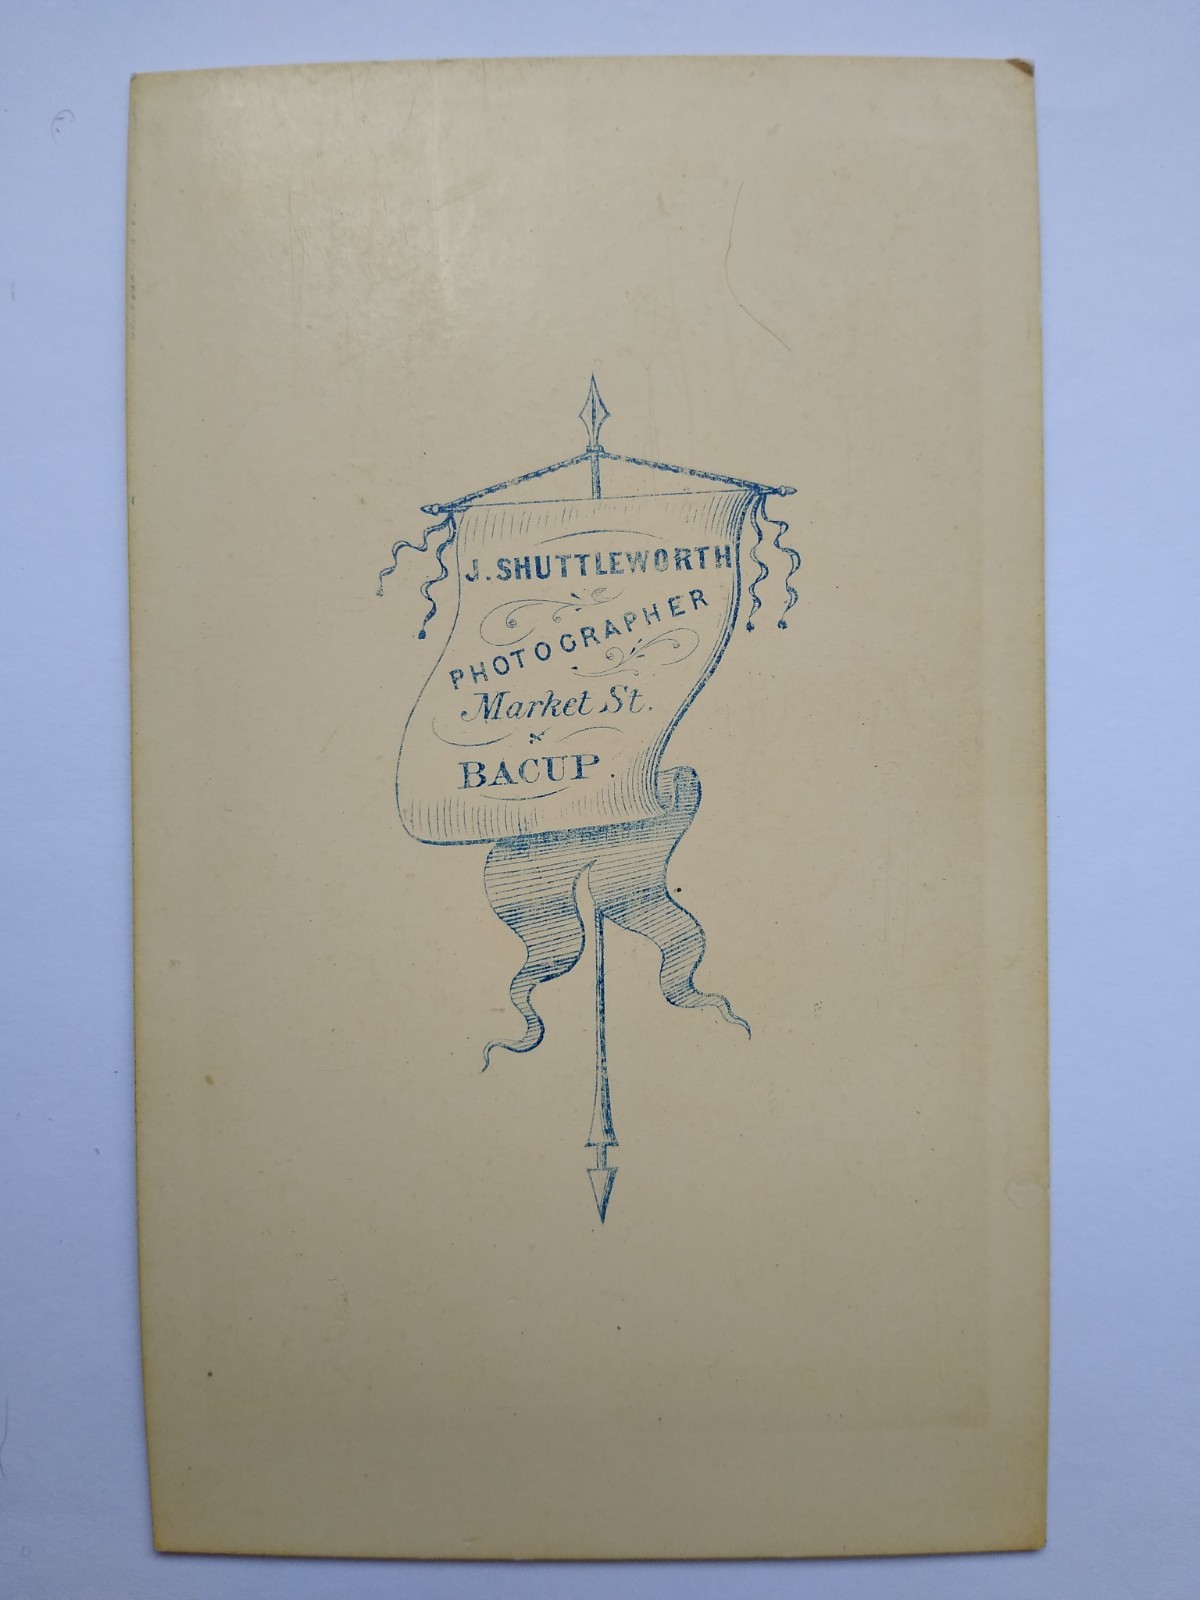 J. SHUTTLEWORTH
PHOTOGRAPHER
Market St.
BACUP.